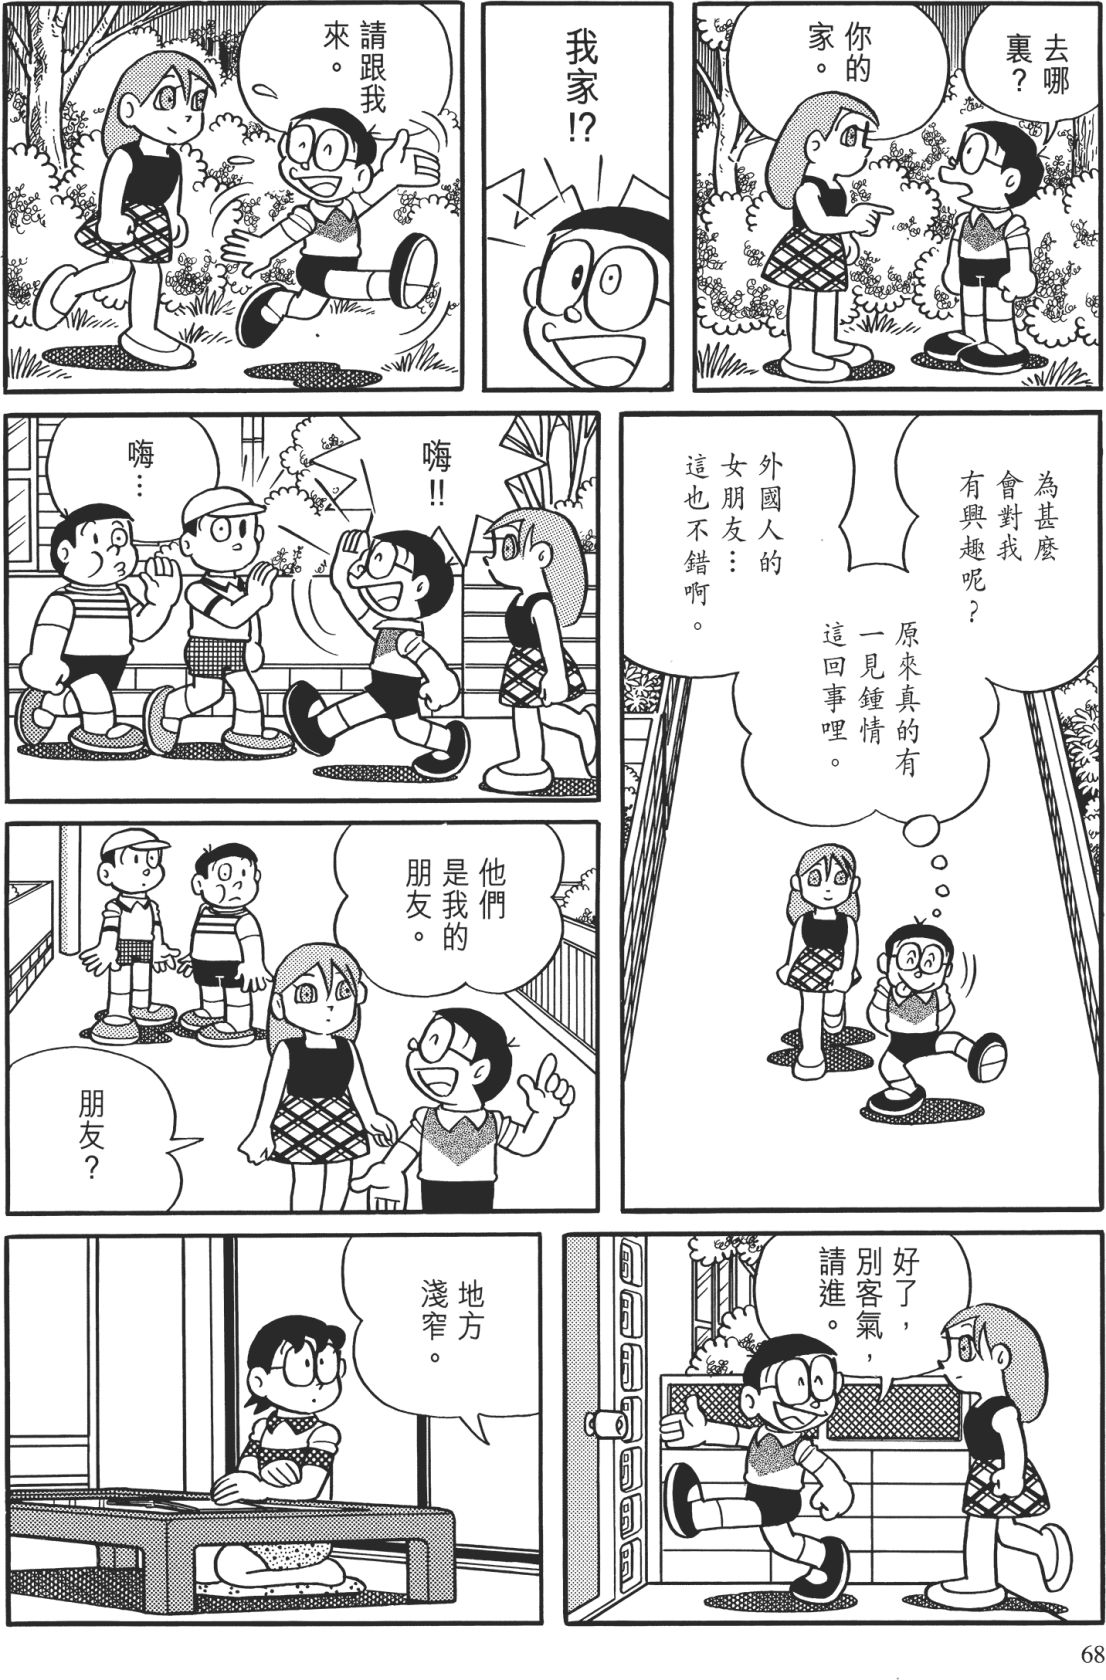 去哪
裏？
你的
家。
我家!?
請跟我
來。
為甚麼
會對我
有興趣呢？
原來真的有
一見鍾情
這回事哩。
外國人的
女朋友…
這也不錯啊。
嗨!!
嗨…
他們
是我的
朋友。
朋友？
好了，
別客氣，
請進。
地方
淺窄。
68